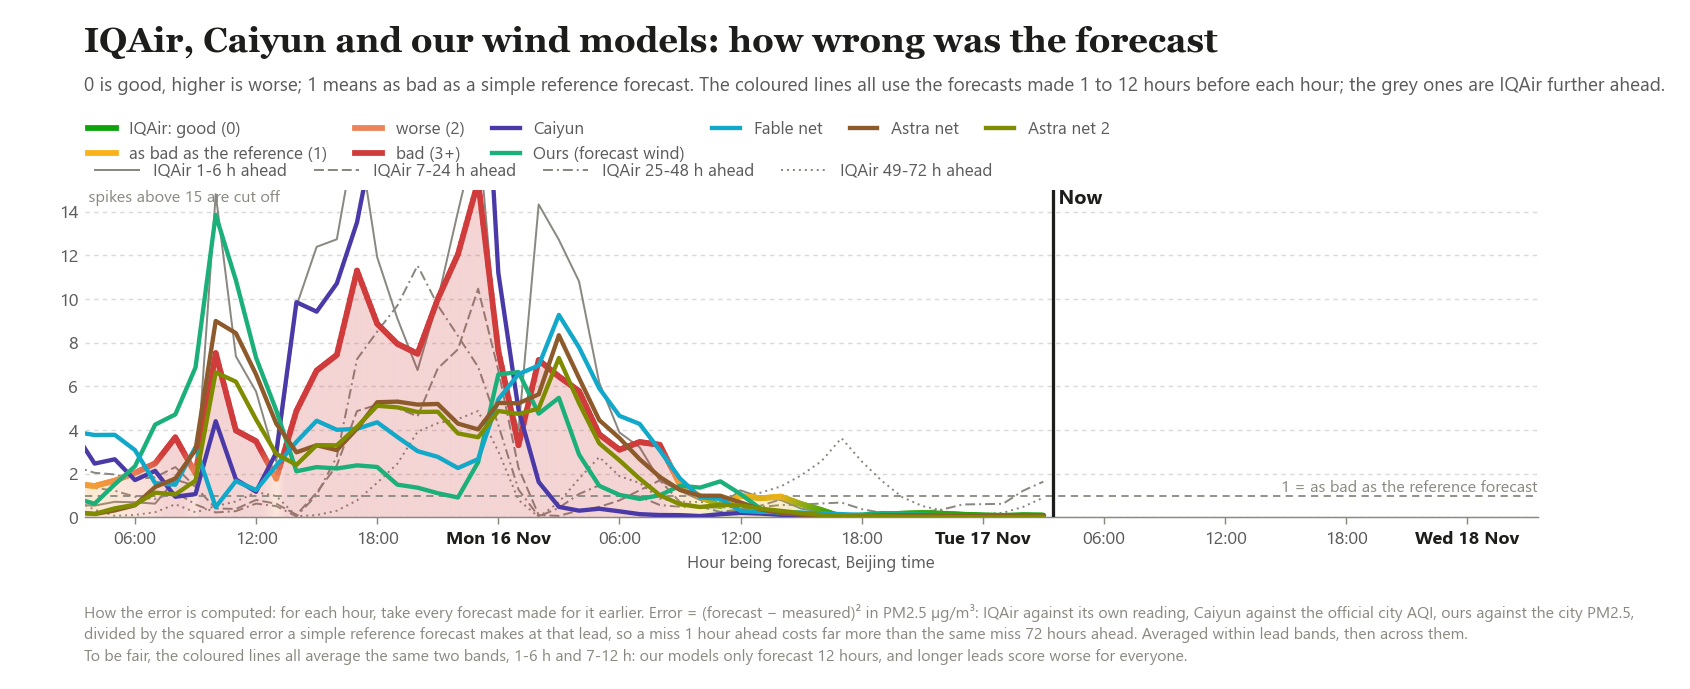 IQAir, Caiyun and our wind models: how wrong was the forecast
0 is good, higher is worse; 1 means as bad as a simple reference forecast. The coloured lines all use the forecasts made 1 to 12 hours before each hour; the grey ones are IQAir further ahead.
IQAir: good (0) worse (2) Caiyun Fable net Astra net Astra net 2
as bad as the reference (1) bad (3+) Ours (forecast wind)
IQAir 1-6 h ahead IQAir 7-24 h ahead IQAir 25-48 h ahead IQAir 49-72 h ahead
spikes above 15 are cut off
Now
14
12
10
8
6
4
2
0
1 = as bad as the reference forecast
06:00 12:00 18:00 Mon 16 Nov 06:00 12:00 18:00 Tue 17 Nov 06:00 12:00 18:00 Wed 18 Nov
Hour being forecast, Beijing time
How the error is computed: for each hour, take every forecast made for it earlier. Error = (forecast − measured)² in PM2.5 µg/m³: IQAir against its own reading, Caiyun against the official city AQI, ours against the city PM2.5,
divided by the squared error a simple reference forecast makes at that lead, so a miss 1 hour ahead costs far more than the same miss 72 hours ahead. Averaged within lead bands, then across them.
To be fair, the coloured lines all average the same two bands, 1-6 h and 7-12 h: our models only forecast 12 hours, and longer leads score worse for everyone.